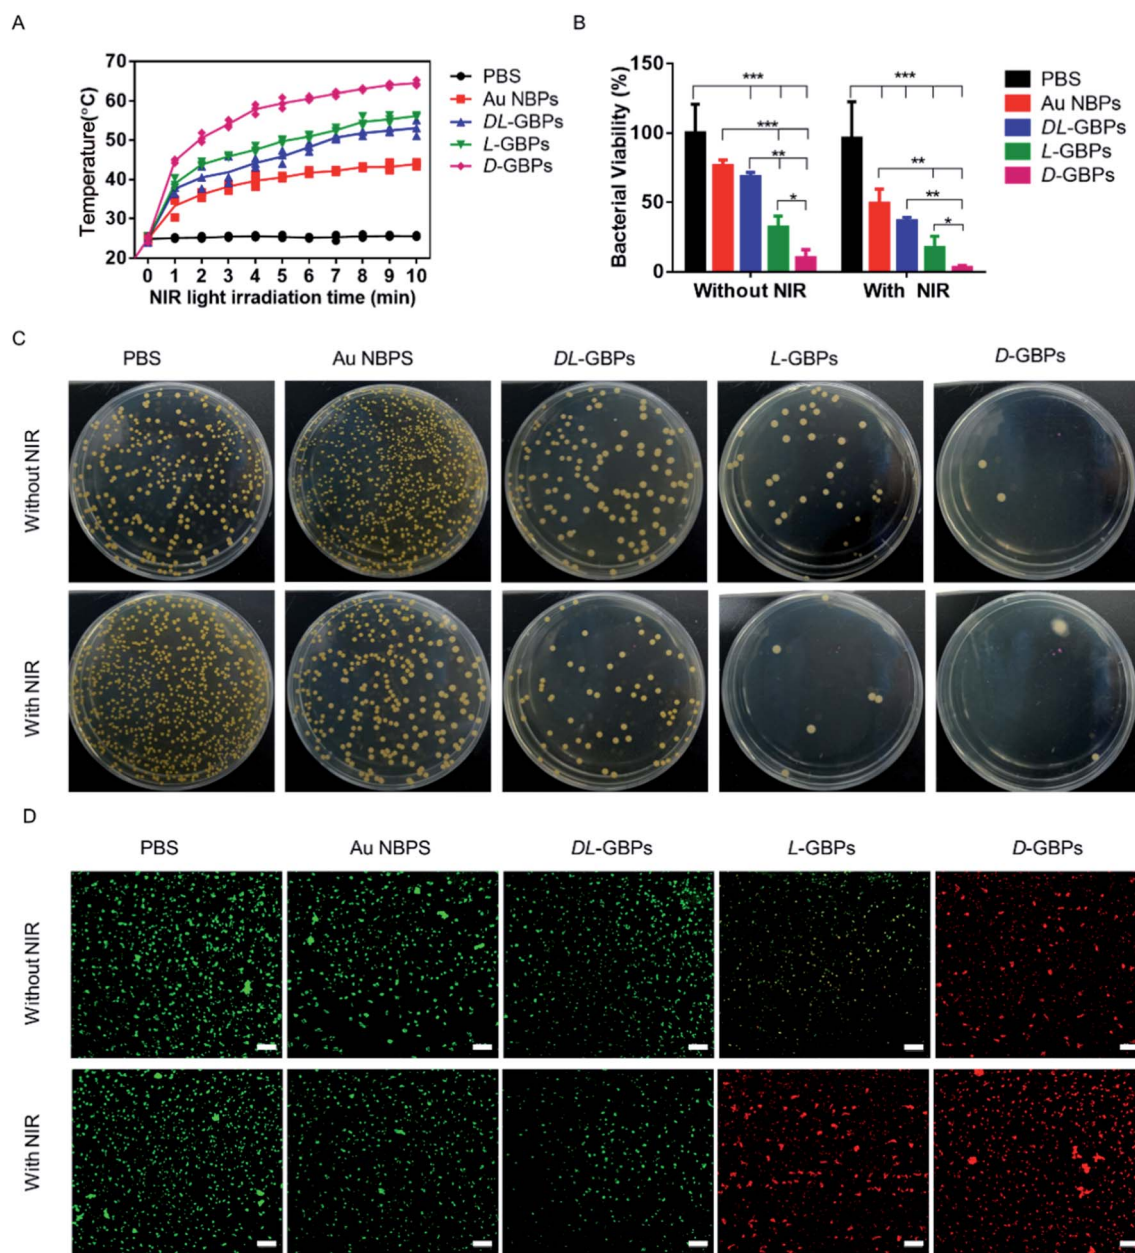 A
70
60
50
40
30
20
Temperature(°C)
0 1 2 3 4 5 6 7 8 9 10
NIR light irradiation time (min)
PBS
Au NBPs
DL-GBPs
L-GBPs
D-GBPs
B
150
100
50
0
Bacterial Viability (%)
*** ***
***
**
**
**
* *
Without NIR With NIR
PBS
Au NBPs
DL-GBPs
L-GBPs
D-GBPs
C
PBS Au NBPS DL-GBPs L-GBPs D-GBPs
Without NIR
With NIR
D
PBS Au NBPS DL-GBPs L-GBPs D-GBPs
Without NIR
With NIR